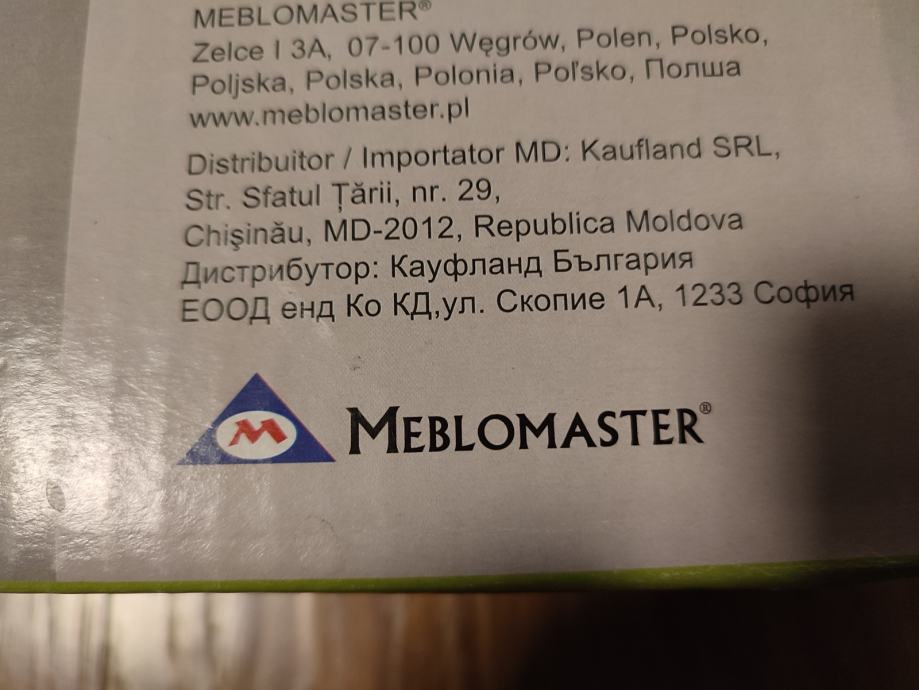 MEBLOMASTER®
Zelce I 3A, 07-100 Węgrów, Polen, Polsko,
Poljska, Polska, Polonia, Poľsko, Полша
www.meblomaster.pl
Distribuitor / Importator MD: Kaufland SRL,
Str. Sfatul Țării, nr. 29,
Chişinău, MD-2012, Republica Moldova
Дистрибутор: Кауфланд България
ЕООД енд Ко КД,ул. Скопие 1А, 1233 София
M MEBLOMASTER®